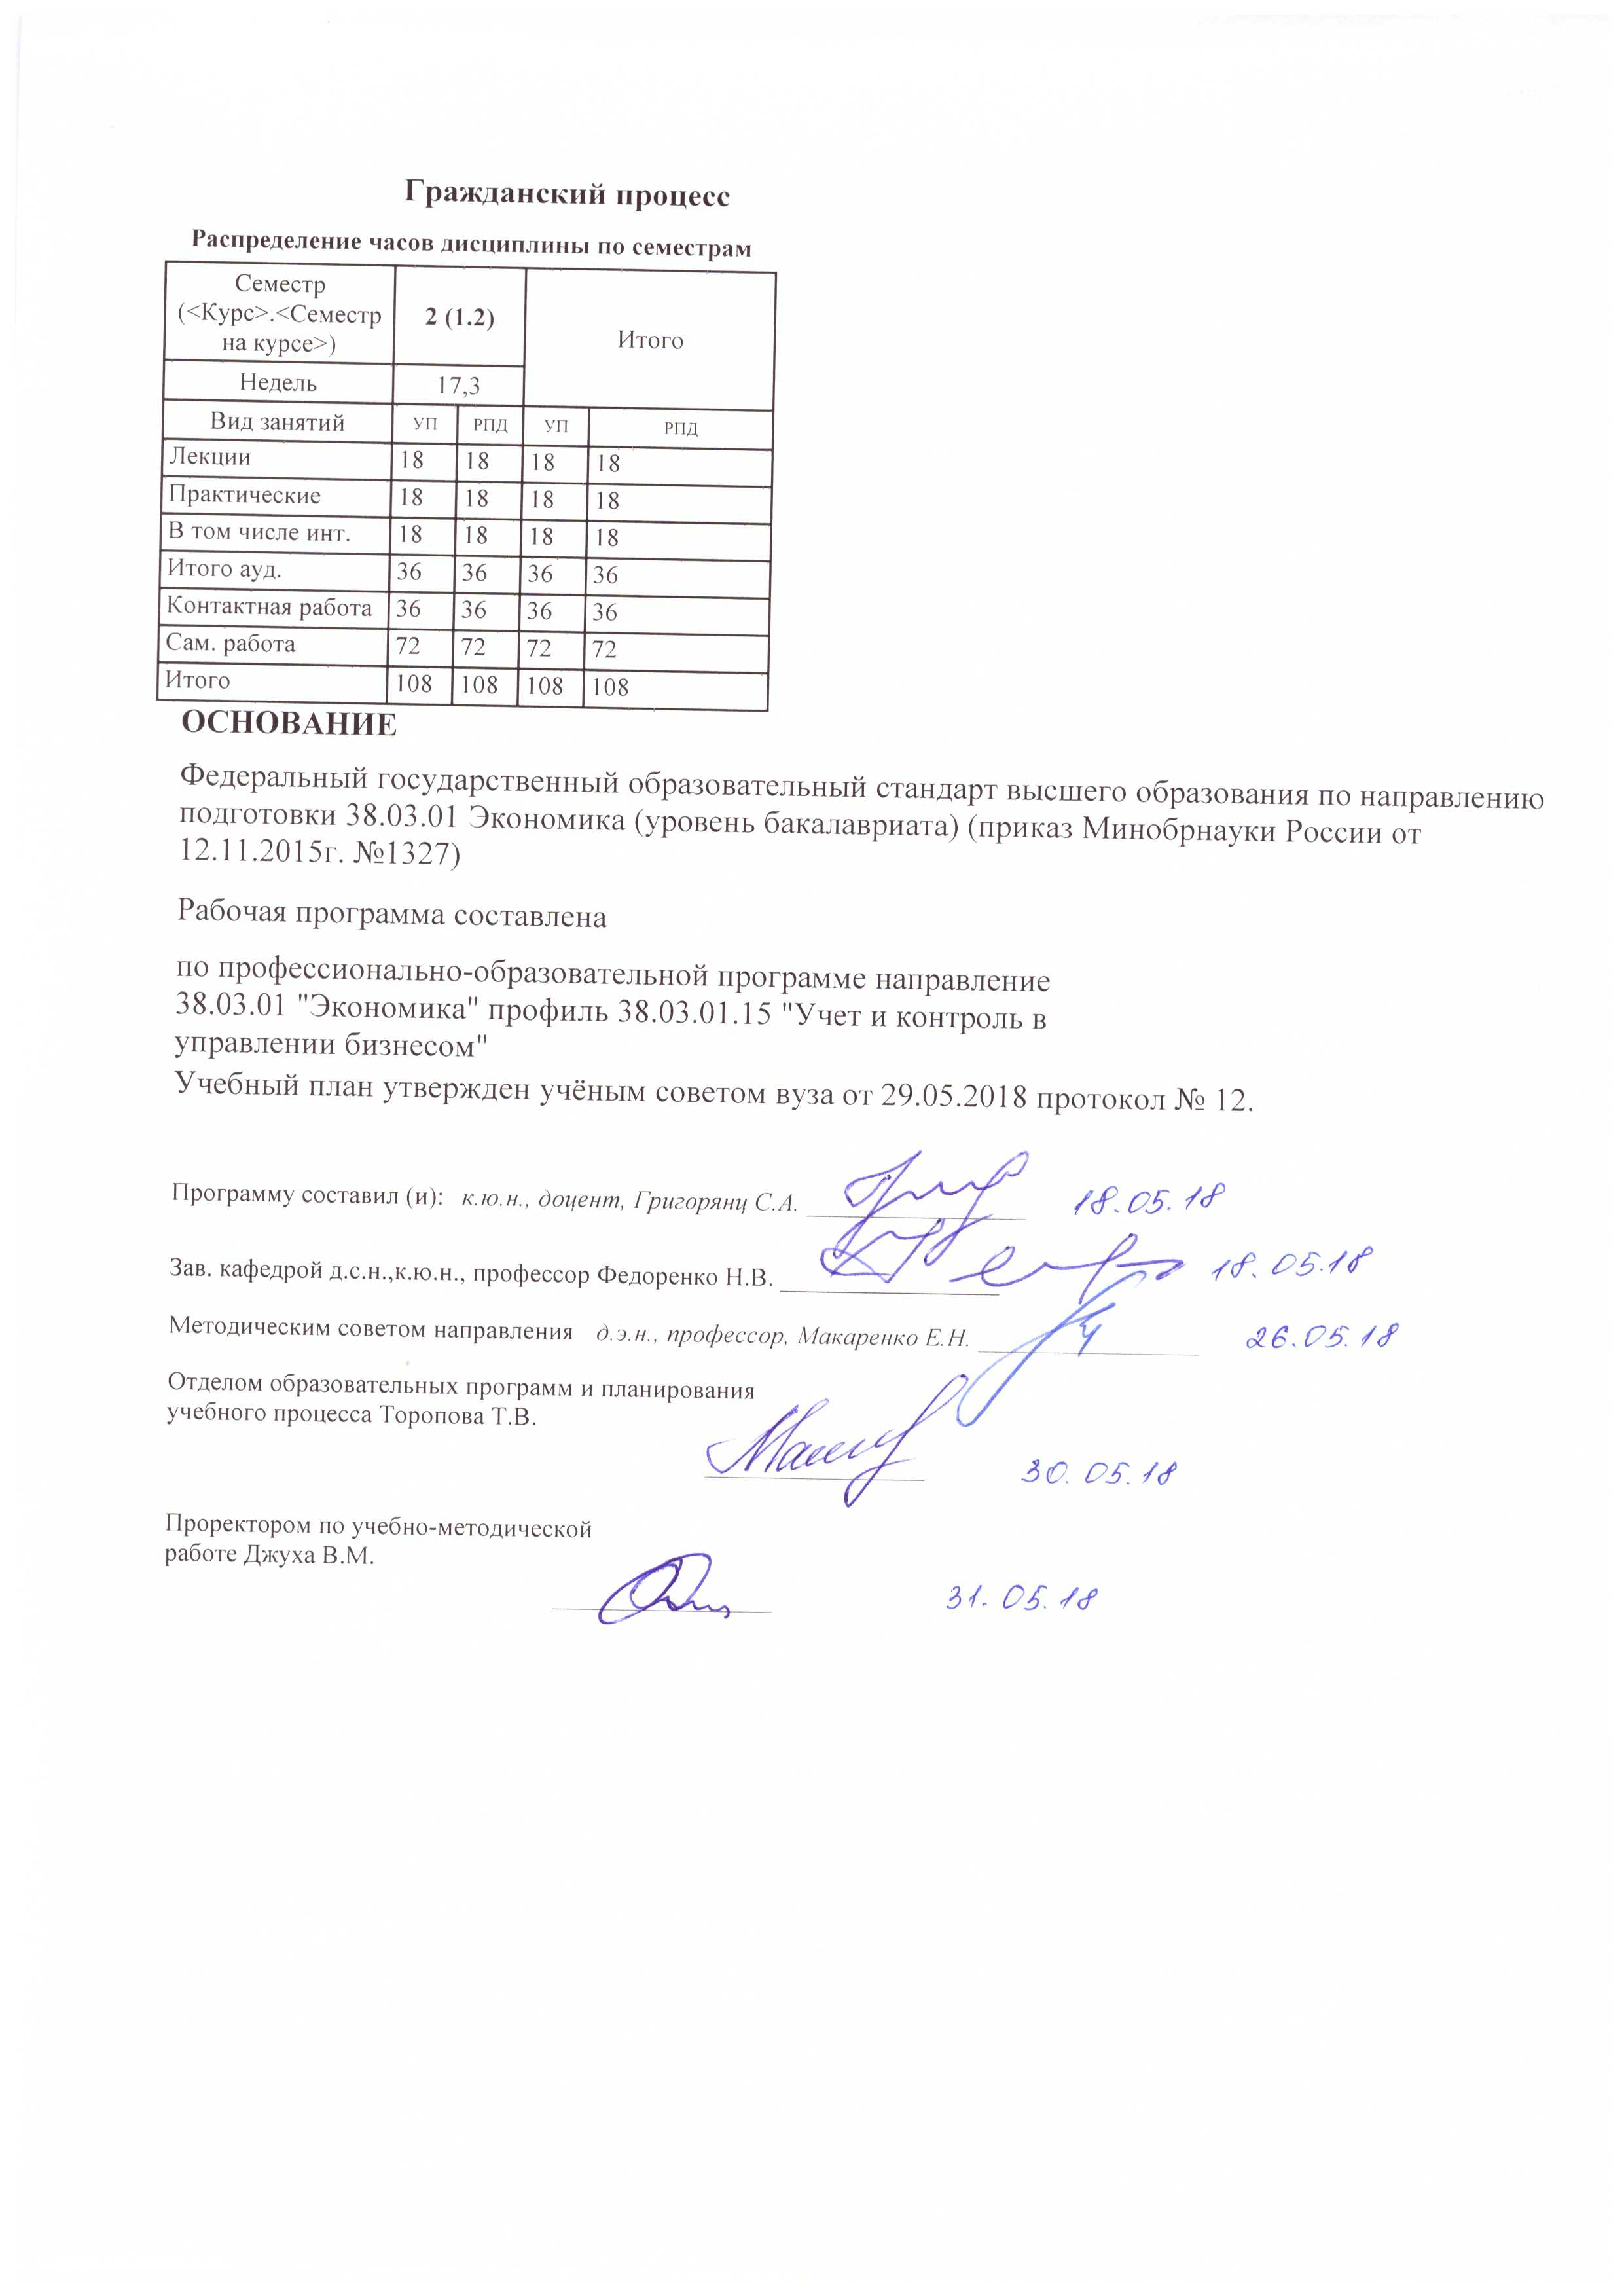 Гражданский процесс
Распределение часов дисциплины по семестрам
Семестр
(<Курс>.<Семестр
на курсе>)
2 (1.2)
Итого
Недель
17,3
Вид занятий УП РПД УП РПД
Лекции 18 18 18 18
Практические 18 18 18 18
В том числе инт. 18 18 18 18
Итого ауд. 36 36 36 36
Контактная работа 36 36 36 36
Сам. работа 72 72 72 72
Итого 108 108 108 108
ОСНОВАНИЕ
Федеральный государственный образовательный стандарт высшего образования по направлению
подготовки 38.03.01 Экономика (уровень бакалавриата) (приказ Минобрнауки России от
12.11.2015г. №1327)
Рабочая программа составлена
по профессионально-образовательной программе направление
38.03.01 "Экономика" профиль 38.03.01.15 "Учет и контроль в
управлении бизнесом"
Учебный план утвержден учёным советом вуза от 29.05.2018 протокол № 12.
Программу составил (и): к.ю.н., доцент, Григорянц С.А. 18.05.18
Зав. кафедрой д.с.н.,к.ю.н., профессор Федоренко Н.В. 18.05.18
Методическим советом направления д.э.н., профессор, Макаренко Е.Н. 26.05.18
Отделом образовательных программ и планирования
учебного процесса Торопова Т.В.
30.05.18
Проректором по учебно-методической
работе Джуха В.М.
31.05.18